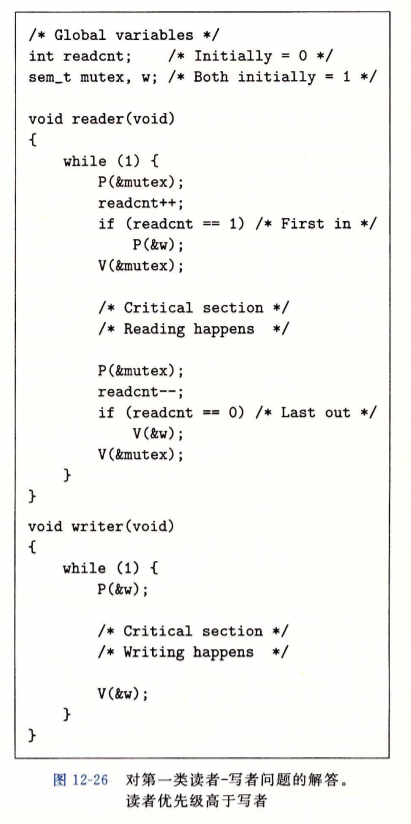 /* Global variables */
int readcnt;    /* Initially = 0 */
sem_t mutex, w; /* Both initially = 1 */

void reader(void)
{
    while (1) {
        P(&mutex);
        readcnt++;
        if (readcnt == 1) /* First in */
            P(&w);
        V(&mutex);

        /* Critical section */
        /* Reading happens  */

        P(&mutex);
        readcnt--;
        if (readcnt == 0) /* Last out */
            V(&w);
        V(&mutex);
    }
}
void writer(void)
{
    while (1) {
        P(&w);

        /* Critical section */
        /* Writing happens  */

        V(&w);
    }
}
图 12-26 对第一类读者-写者问题的解答。
读者优先级高于写者